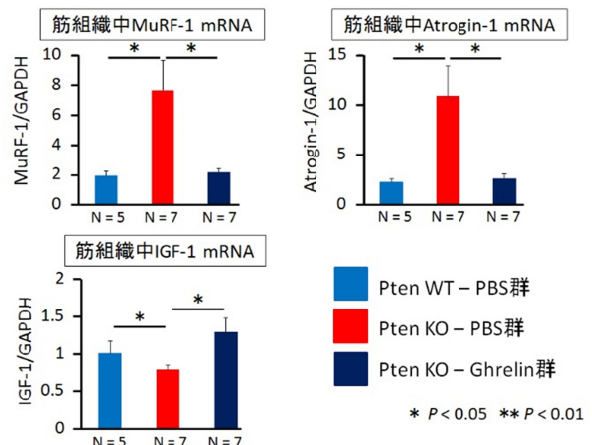 筋組織中MuRF-1 mRNA
MuRF-1/GAPDH
10
8
6
4
2
0
* *
N = 5 N = 7 N = 7
筋組織中Atrogin-1 mRNA
Atrogin-1/GAPDH
15
10
5
0
* *
N = 5 N = 7 N = 7
筋組織中IGF-1 mRNA
IGF-1/GAPDH
2
1.5
1
0.5
0
* *
N = 5 N = 7 N = 7
Pten WT – PBS群
Pten KO – PBS群
Pten KO – Ghrelin群
* P < 0.05 ** P < 0.01